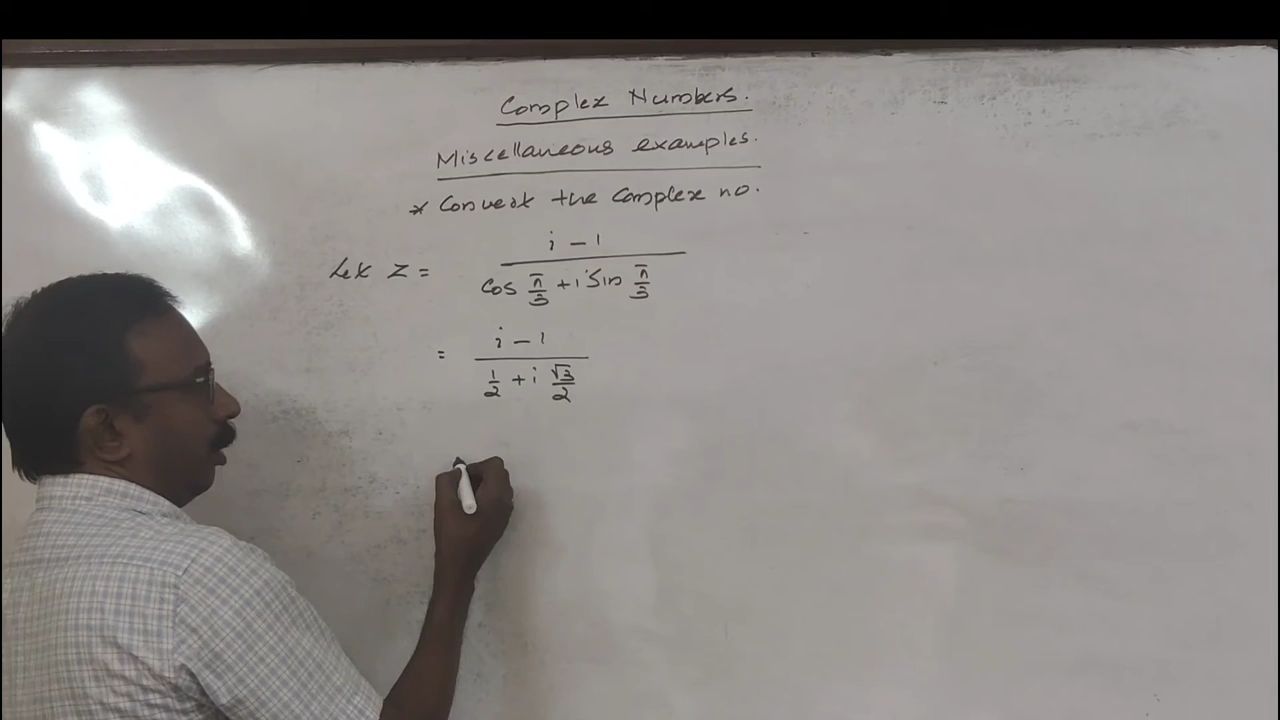 Complex Numbers.
Miscellaneous examples.
* Convert the Complex no.
Let Z = (i - 1) / (cos π/3 + i Sin π/3)
= (i - 1) / (1/2 + i √3/2)